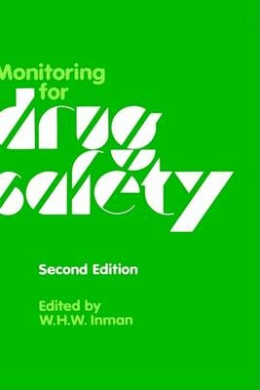 Monitoring
for
drug
safety
Second Edition
Edited by
W.H.W. Inman